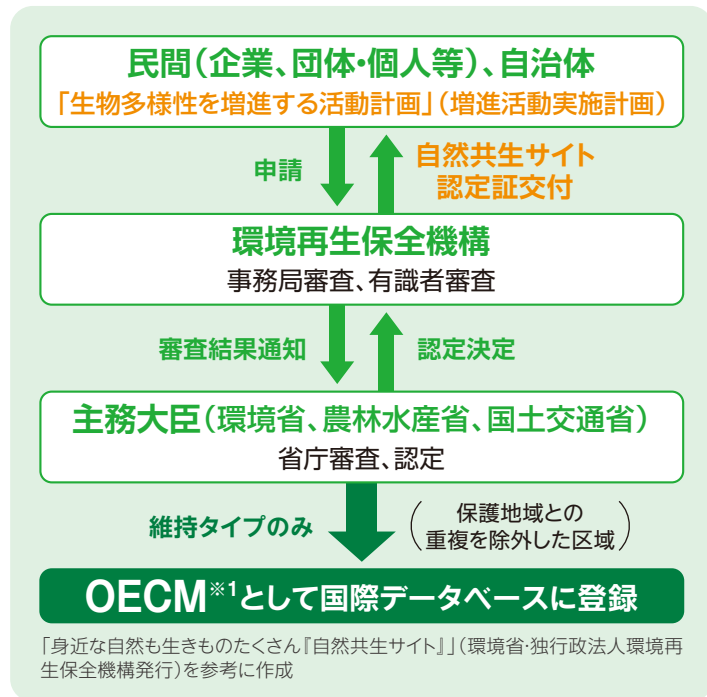 民間(企業、団体・個人等)、自治体
「生物多様性を増進する活動計画」(増進活動実施計画)
申請
自然共生サイト
認定証交付
環境再生保全機構
事務局審査、有識者審査
審査結果通知
認定決定
主務大臣(環境省、農林水産省、国土交通省)
省庁審査、認定
維持タイプのみ
(保護地域との
重複を除外した区域)
OECM※1として国際データベースに登録
「身近な自然も生きものたくさん『自然共生サイト』」(環境省・独行政法人環境再
生保全機構発行)を参考に作成